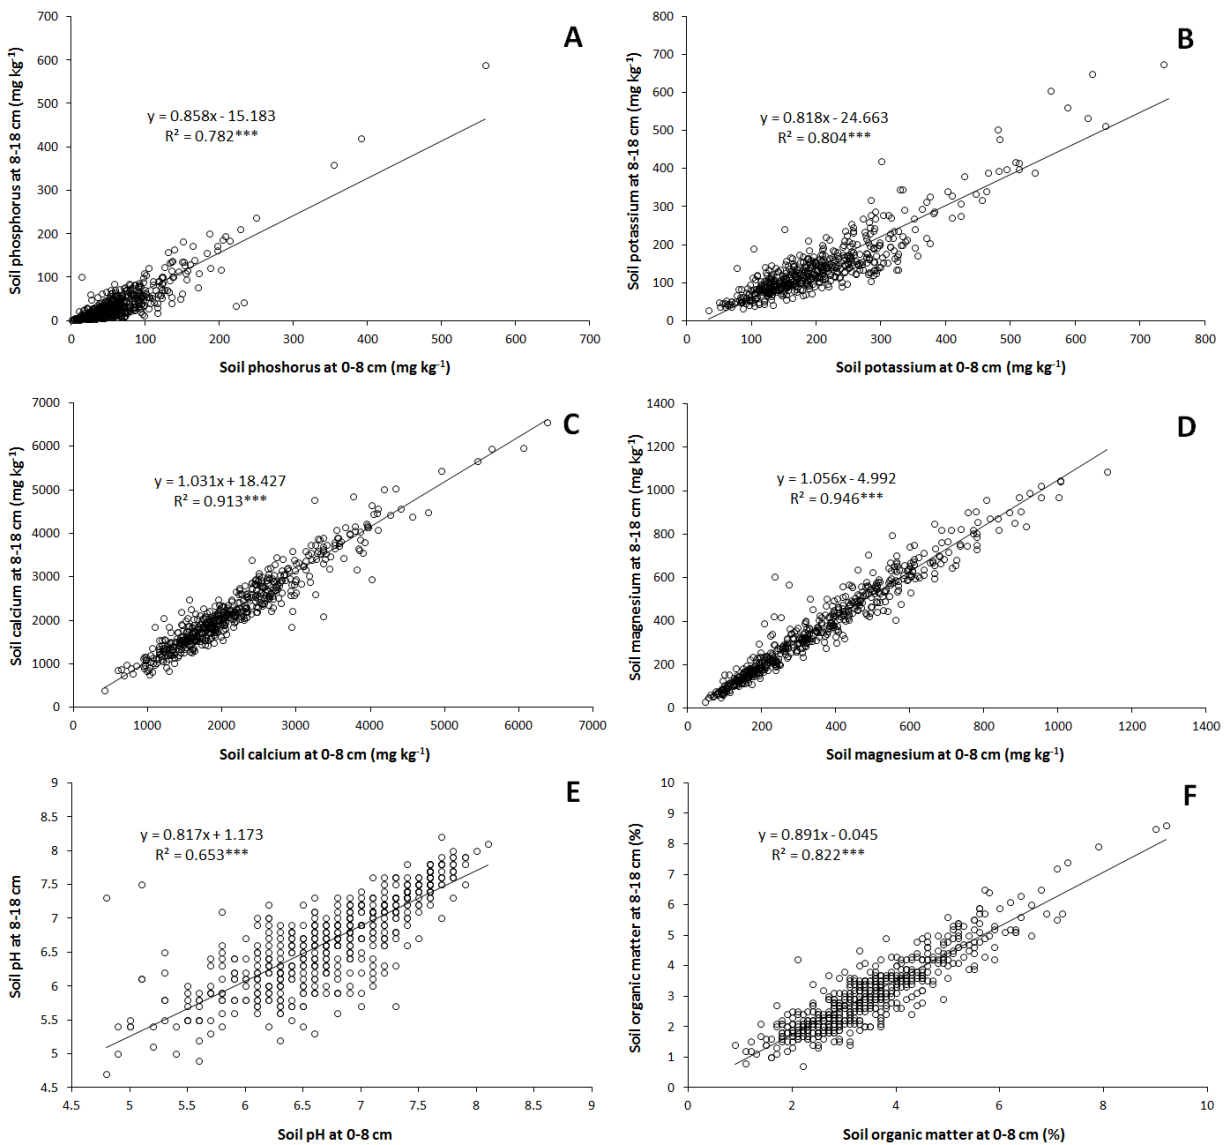 A
y = 0.858x - 15.183
R² = 0.782***
Soil phosphorus at 8-18 cm (mg kg⁻¹)
700
600
500
400
300
200
100
0
0 100 200 300 400 500 600 700
Soil phoshorus at 0-8 cm (mg kg⁻¹)
B
y = 0.818x - 24.663
R² = 0.804***
Soil potassium at 8-18 cm (mg kg⁻¹)
800
700
600
500
400
300
200
100
0
0 100 200 300 400 500 600 700 800
Soil potassium at 0-8 cm (mg kg⁻¹)
C
y = 1.031x + 18.427
R² = 0.913***
Soil calcium at 8-18 cm (mg kg⁻¹)
7000
6000
5000
4000
3000
2000
1000
0
0 1000 2000 3000 4000 5000 6000 7000
Soil calcium at 0-8 cm (mg kg⁻¹)
D
y = 1.056x - 4.992
R² = 0.946***
Soil magnesium at 8-18 cm (mg kg⁻¹)
1400
1200
1000
800
600
400
200
0
0 200 400 600 800 1000 1200 1400
Soil magnesium at 0-8 cm (mg kg⁻¹)
E
y = 0.817x + 1.173
R² = 0.653***
Soil pH at 8-18 cm
9
8.5
8
7.5
7
6.5
6
5.5
5
4.5
4.5 5 5.5 6 6.5 7 7.5 8 8.5 9
Soil pH at 0-8 cm
F
y = 0.891x - 0.045
R² = 0.822***
Soil organic matter at 8-18 cm (%)
10
9
8
7
6
5
4
3
2
1
0
0 2 4 6 8 10
Soil organic matter at 0-8 cm (%)